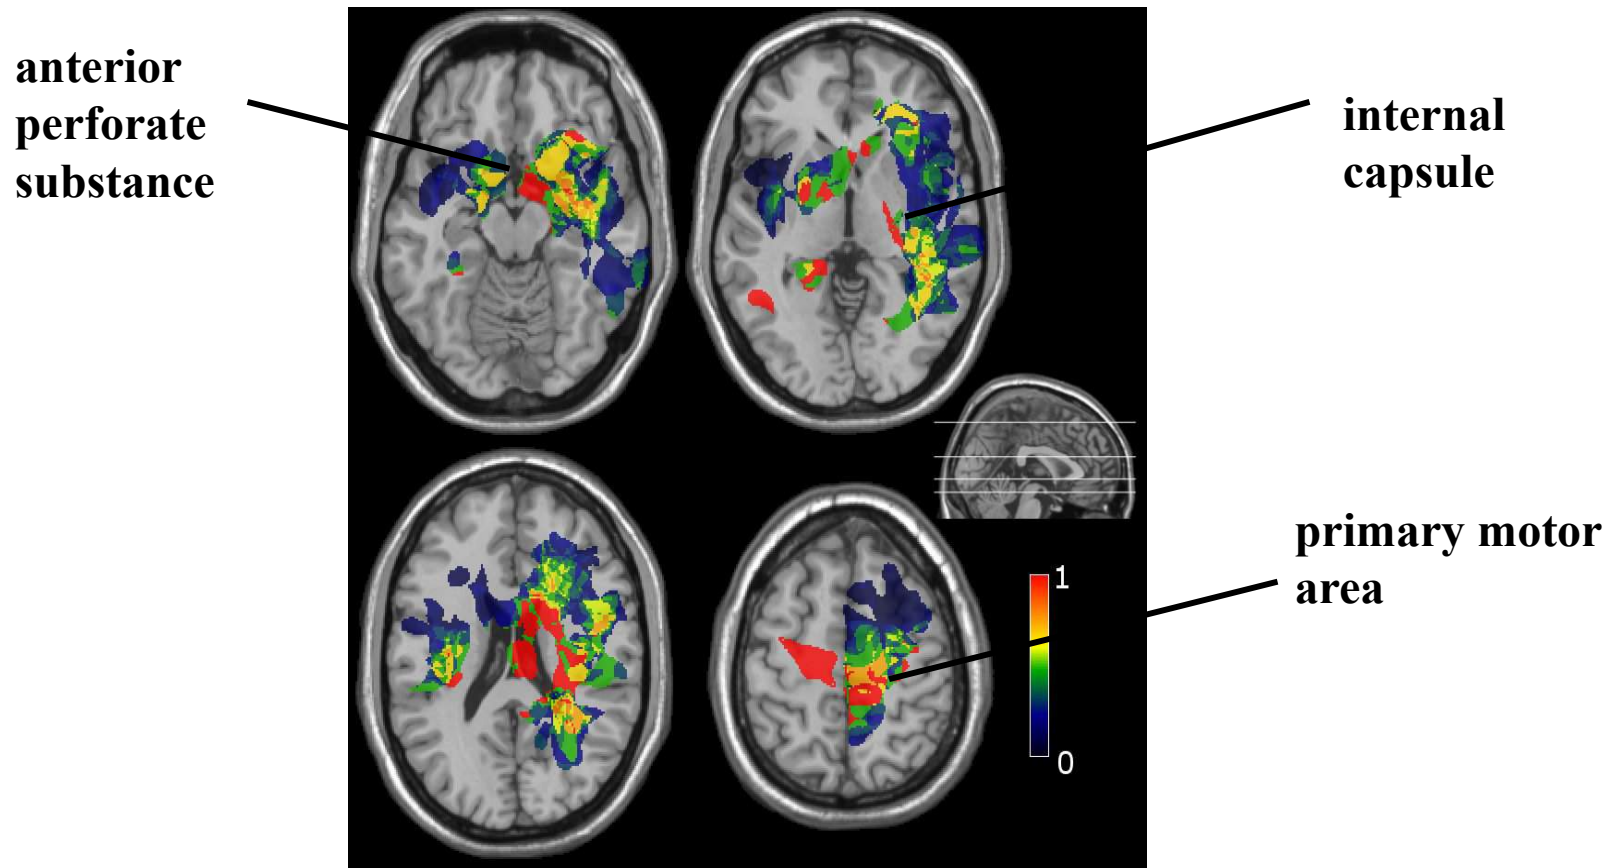 anterior
perforate
substance
internal
capsule
primary motor
area
1
0